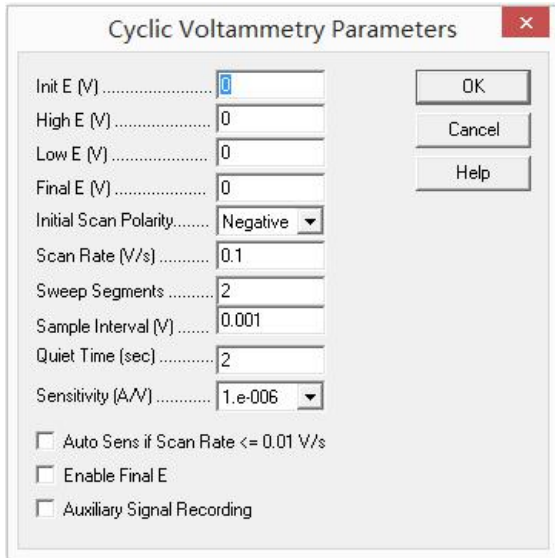 Cyclic Voltammetry Parameters
Init E (V) ........................ 0
High E (V) ..................... 0
Low E (V) ...................... 0
Final E (V) ..................... 0
Initial Scan Polarity........ Negative
Scan Rate (V/s) ........... 0.1
Sweep Segments .......... 2
Sample Interval (V) ....... 0.001
Quiet Time (sec) ........... 2
Sensitivity (A/V) ............ 1.e-006
Auto Sens if Scan Rate <= 0.01 V/s
Enable Final E
Auxiliary Signal Recording
OK
Cancel
Help